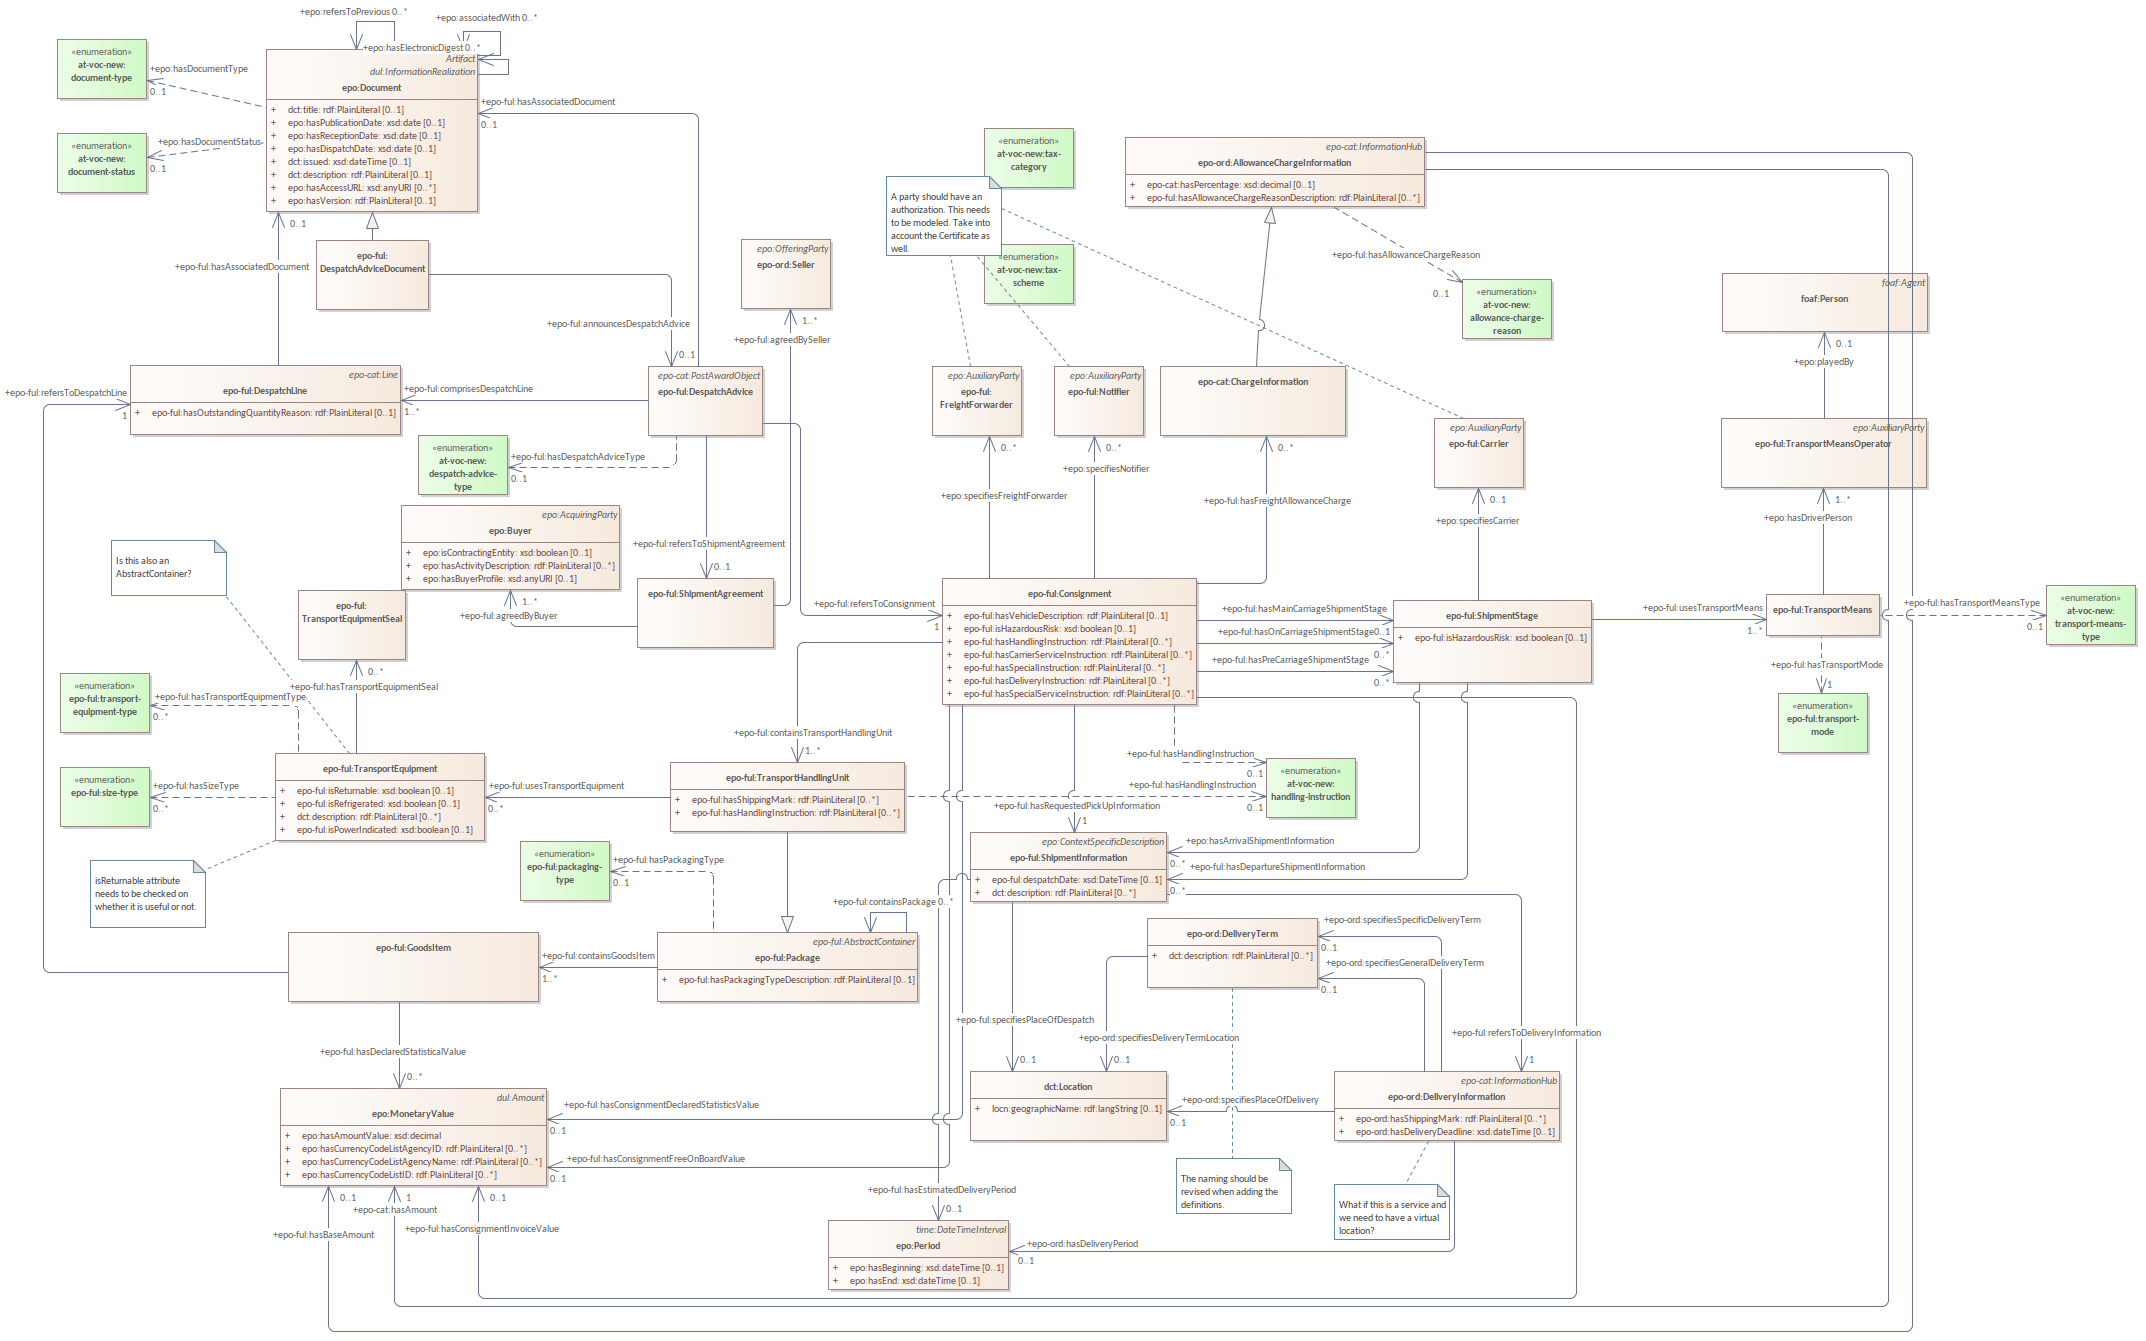 +epo:refersToPrevious 0..*
+epo:associatedWith 0..*
+epo:hasElectronicDigest 0..*
Artifact
dul:InformationRealization
epo:Document
+ dct:title: rdf:PlainLiteral [0..1]
+ epo:hasPublicationDate: xsd:date [0..1]
+ epo:hasReceptionDate: xsd:date [0..1]
+ epo:hasDispatchDate: xsd:date [0..1]
+ dct:issued: xsd:dateTime [0..1]
+ dct:description: rdf:PlainLiteral [0..1]
+ epo:hasAccessURL: xsd:anyURI [0..*]
+ epo:hasVersion: rdf:PlainLiteral [0..1]
«enumeration»
at-voc-new:
document-type
+epo:hasDocumentType
0..1
«enumeration»
at-voc-new:
document-status
+epo:hasDocumentStatus
0..1
+epo-ful:hasAssociatedDocument
0..1
0..1
+epo-ful:hasAssociatedDocument
epo-ful:
DespatchAdviceDocument
+epo-ful:announcesDespatchAdvice
0..1
epo:OfferingParty
epo-ord:Seller
1..*
+epo-ful:agreedBySeller
«enumeration»
at-voc-new:tax-
category
A party should have an
authorization. This needs
to be modeled. Take into
account the Certificate as
well.
«enumeration»
at-voc-new:tax-
scheme
epo-cat:InformationHub
epo-ord:AllowanceChargeInformation
+ epo-cat:hasPercentage: xsd:decimal [0..1]
+ epo-ful:hasAllowanceChargeReasonDescription: rdf:PlainLiteral [0..*]
+epo-ful:hasAllowanceChargeReason
0..1
«enumeration»
at-voc-new:
allowance-charge-
reason
foaf:Agent
foaf:Person
0..1
+epo:playedBy
epo:AuxiliaryParty
epo-ful:TransportMeansOperator
1..*
+epo:hasDriverPerson
+epo-ful:refersToDespatchLine
1
epo-cat:Line
epo-ful:DespatchLine
+ epo-ful:hasOutstandingQuantityReason: rdf:PlainLiteral [0..1]
+epo-ful:comprisesDespatchLine
1..*
epo-cat:PostAwardObject
epo-ful:DespatchAdvice
«enumeration»
at-voc-new:
despatch-advice-
type
+epo-ful:hasDespatchAdviceType
0..1
epo:AuxiliaryParty
epo-ful:
FreightForwarder
0..*
+epo:specifiesFreightForwarder
epo:AuxiliaryParty
epo-ful:Notifier
0..*
+epo:specifiesNotifier
epo-cat:ChargeInformation
0..*
+epo-ful:hasFreightAllowanceCharge
epo:AuxiliaryParty
epo-ful:Carrier
0..1
+epo:specifiesCarrier
epo:AcquiringParty
epo:Buyer
+ epo:isContractingEntity: xsd:boolean [0..1]
+ epo:hasActivityDescription: rdf:PlainLiteral [0..*]
+ epo:hasBuyerProfile: xsd:anyURI [0..1]
1..*
+epo-ful:agreedByBuyer
+epo-ful:refersToShipmentAgreement
0..1
epo-ful:ShipmentAgreement
Is this also an
AbstractContainer?
epo-ful:
TransportEquipmentSeal
0..*
+epo-ful:hasTransportEquipmentSeal
+epo-ful:refersToConsignment
1
epo-ful:Consignment
+ epo-ful:hasVehicleDescription: rdf:PlainLiteral [0..1]
+ epo-ful:isHazardousRisk: xsd:boolean [0..1]
+ epo-ful:hasHandlingInstruction: rdf:PlainLiteral [0..*]
+ epo-ful:hasCarrierServiceInstruction: rdf:PlainLiteral [0..*]
+ epo-ful:hasSpecialInstruction: rdf:PlainLiteral [0..*]
+ epo-ful:hasDeliveryInstruction: rdf:PlainLiteral [0..*]
+ epo-ful:hasSpecialServiceInstruction: rdf:PlainLiteral [0..*]
+epo-ful:hasMainCarriageShipmentStage
+epo-ful:hasOnCarriageShipmentStage
0..1
0..*
+epo-ful:hasPreCarriageShipmentStage
0..*
epo-ful:ShipmentStage
+ epo-ful:isHazardousRisk: xsd:boolean [0..1]
+epo-ful:usesTransportMeans
1..*
epo-ful:TransportMeans
+epo-ful:hasTransportMeansType
0..1
«enumeration»
at-voc-new:
transport-means-
type
+epo-ful:hasTransportMode
1
«enumeration»
epo-ful:transport-
mode
«enumeration»
epo-ful:transport-
equipment-type
+epo-ful:hasTransportEquipmentType
0..*
«enumeration»
epo-ful:size-type
+epo-ful:hasSizeType
0..*
epo-ful:TransportEquipment
+ epo-ful:isReturnable: xsd:boolean [0..1]
+ epo-ful:isRefrigerated: xsd:boolean [0..1]
+ dct:description: rdf:PlainLiteral [0..*]
+ epo-ful:isPowerIndicated: xsd:boolean [0..1]
isReturnable attribute
needs to be checked on
whether it is useful or not.
+epo-ful:usesTransportEquipment
0..*
+epo-ful:containsTransportHandlingUnit
1..*
epo-ful:TransportHandlingUnit
+ epo-ful:hasShippingMark: rdf:PlainLiteral [0..*]
+ epo-ful:hasHandlingInstruction: rdf:PlainLiteral [0..*]
+epo-ful:hasHandlingInstruction
0..1
+epo-ful:hasHandlingInstruction
0..1
«enumeration»
at-voc-new:
handling-instruction
+epo-ful:hasRequestedPickUpInformation
1
epo:ContextSpecificDescription
epo-ful:ShipmentInformation
+ epo-ful:despatchDate: xsd:DateTime [0..1]
+ dct:description: rdf:PlainLiteral [0..*]
+epo-ful:hasArrivalShipmentInformation
0..*
+epo-ful:hasDepartureShipmentInformation
0..*
«enumeration»
epo-ful:packaging-
type
+epo-ful:hasPackagingType
0..1
+epo-ful:containsPackage 0..*
epo-ful:AbstractContainer
epo-ful:Package
+ epo-ful:hasPackagingTypeDescription: rdf:PlainLiteral [0..1]
epo-ful:GoodsItem
+epo-ful:containsGoodsItem
1..*
+epo-ful:hasDeclaredStatisticalValue
0..*
epo-ord:DeliveryTerm
+ dct:description: rdf:PlainLiteral [0..*]
+epo-ord:specifiesSpecificDeliveryTerm
0..1
+epo-ord:specifiesGeneralDeliveryTerm
0..1
+epo-ful:specifiesPlaceOfDespatch
0..1
+epo-ord:specifiesDeliveryTermLocation
0..1
+epo-ful:refersToDeliveryInformation
1
dct:Location
+ locn:geographicName: rdf:langString [0..1]
+epo-ord:specifiesPlaceOfDelivery
0..1
epo-cat:InformationHub
epo-ord:DeliveryInformation
+ epo-ord:hasShippingMark: rdf:PlainLiteral [0..*]
+ epo-ord:hasDeliveryDeadline: xsd:dateTime [0..1]
dul:Amount
epo:MonetaryValue
+ epo:hasAmountValue: xsd:decimal
+ epo:hasCurrencyCodeListAgencyID: rdf:PlainLiteral [0..*]
+ epo:hasCurrencyCodeListAgencyName: rdf:PlainLiteral [0..*]
+ epo:hasCurrencyCodeListID: rdf:PlainLiteral [0..*]
+epo-ful:hasConsignmentDeclaredStatisticsValue
0..1
+epo-ful:hasConsignmentFreeOnBoardValue
0..1
0..1
+epo-ful:hasBaseAmount
1
+epo-cat:hasAmount
0..1
+epo-ful:hasConsignmentInvoiceValue
+epo-ful:hasEstimatedDeliveryPeriod
0..1
time:DateTimeInterval
epo:Period
+ epo:hasBeginning: xsd:dateTime [0..1]
+ epo:hasEnd: xsd:dateTime [0..1]
+epo-ord:hasDeliveryPeriod
0..1
The naming should be
revised when adding the
definitions.
What if this is a service and
we need to have a virtual
location?